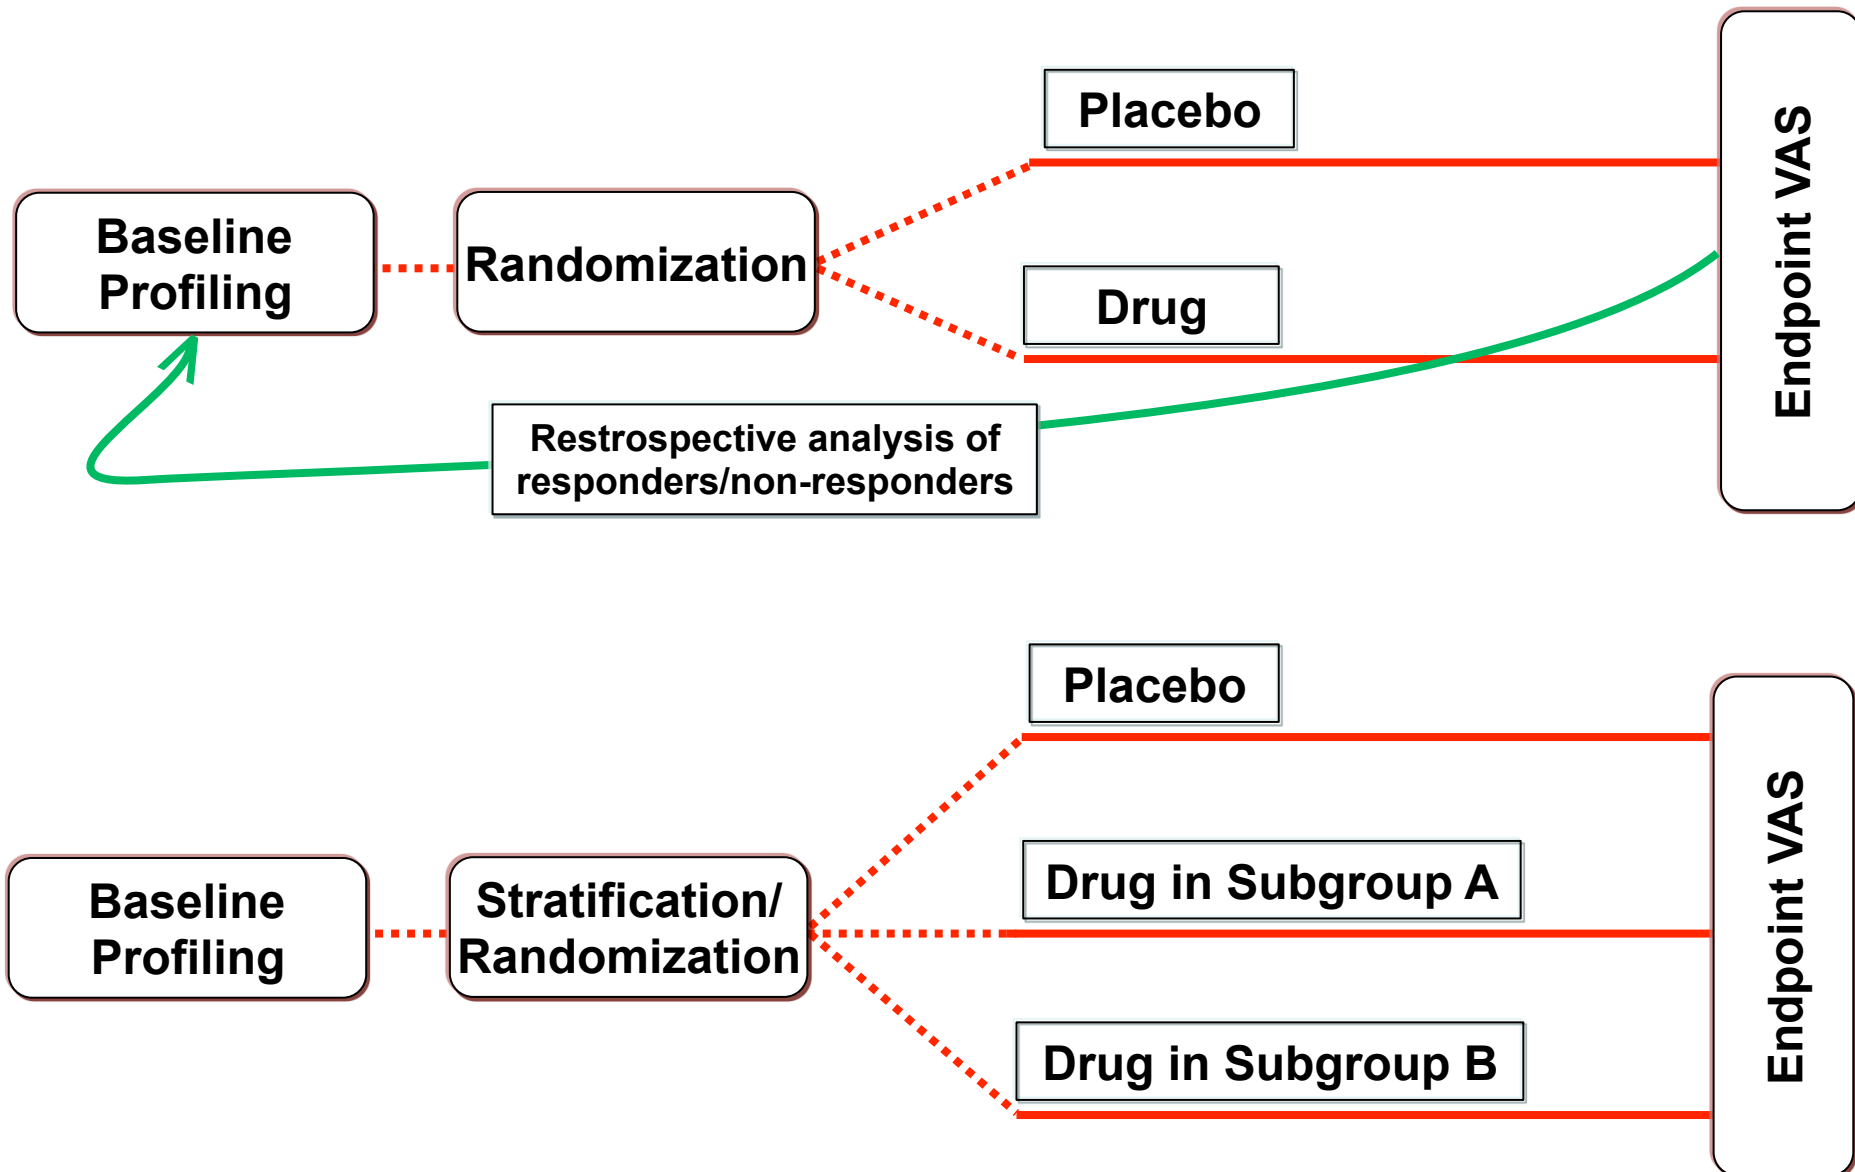 Placebo
Baseline
Profiling
Randomization
Drug
Endpoint VAS
Restrospective analysis of
responders/non-responders
Placebo
Baseline
Profiling
Stratification/
Randomization
Drug in Subgroup A
Drug in Subgroup B
Endpoint VAS